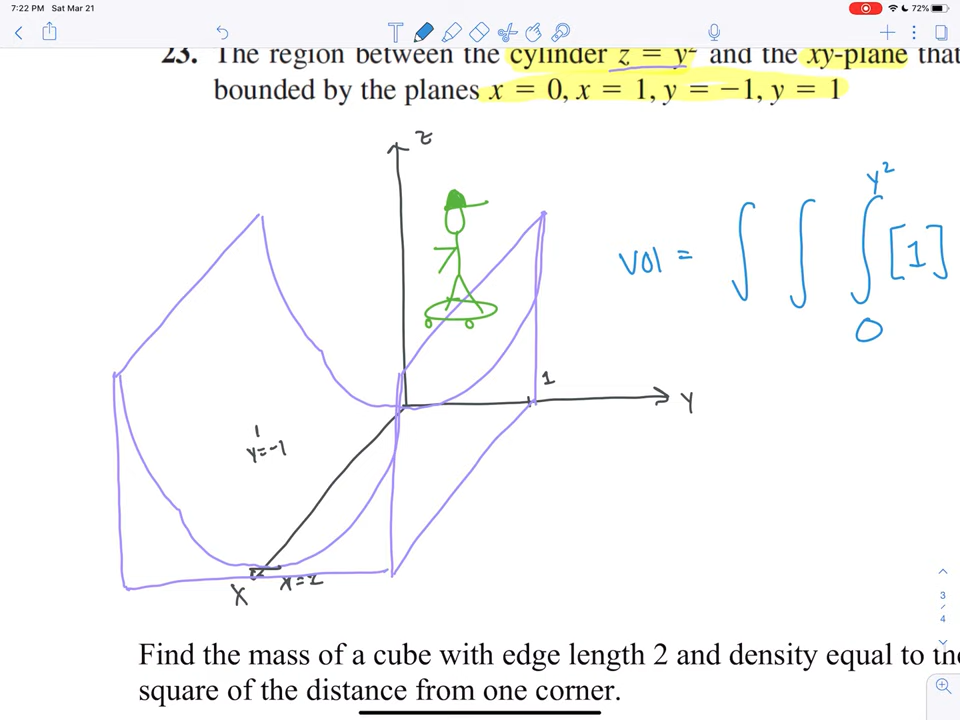 7:22 PM Sat Mar 21
72%
23. The region between the cylinder z = y² and the xy-plane that
bounded by the planes x = 0, x = 1, y = −1, y = 1
z
y²
vol = ∫ ∫ ∫ [1]
0
1
y
1
y=-1
x
3
/
4
Find the mass of a cube with edge length 2 and density equal to the
square of the distance from one corner.